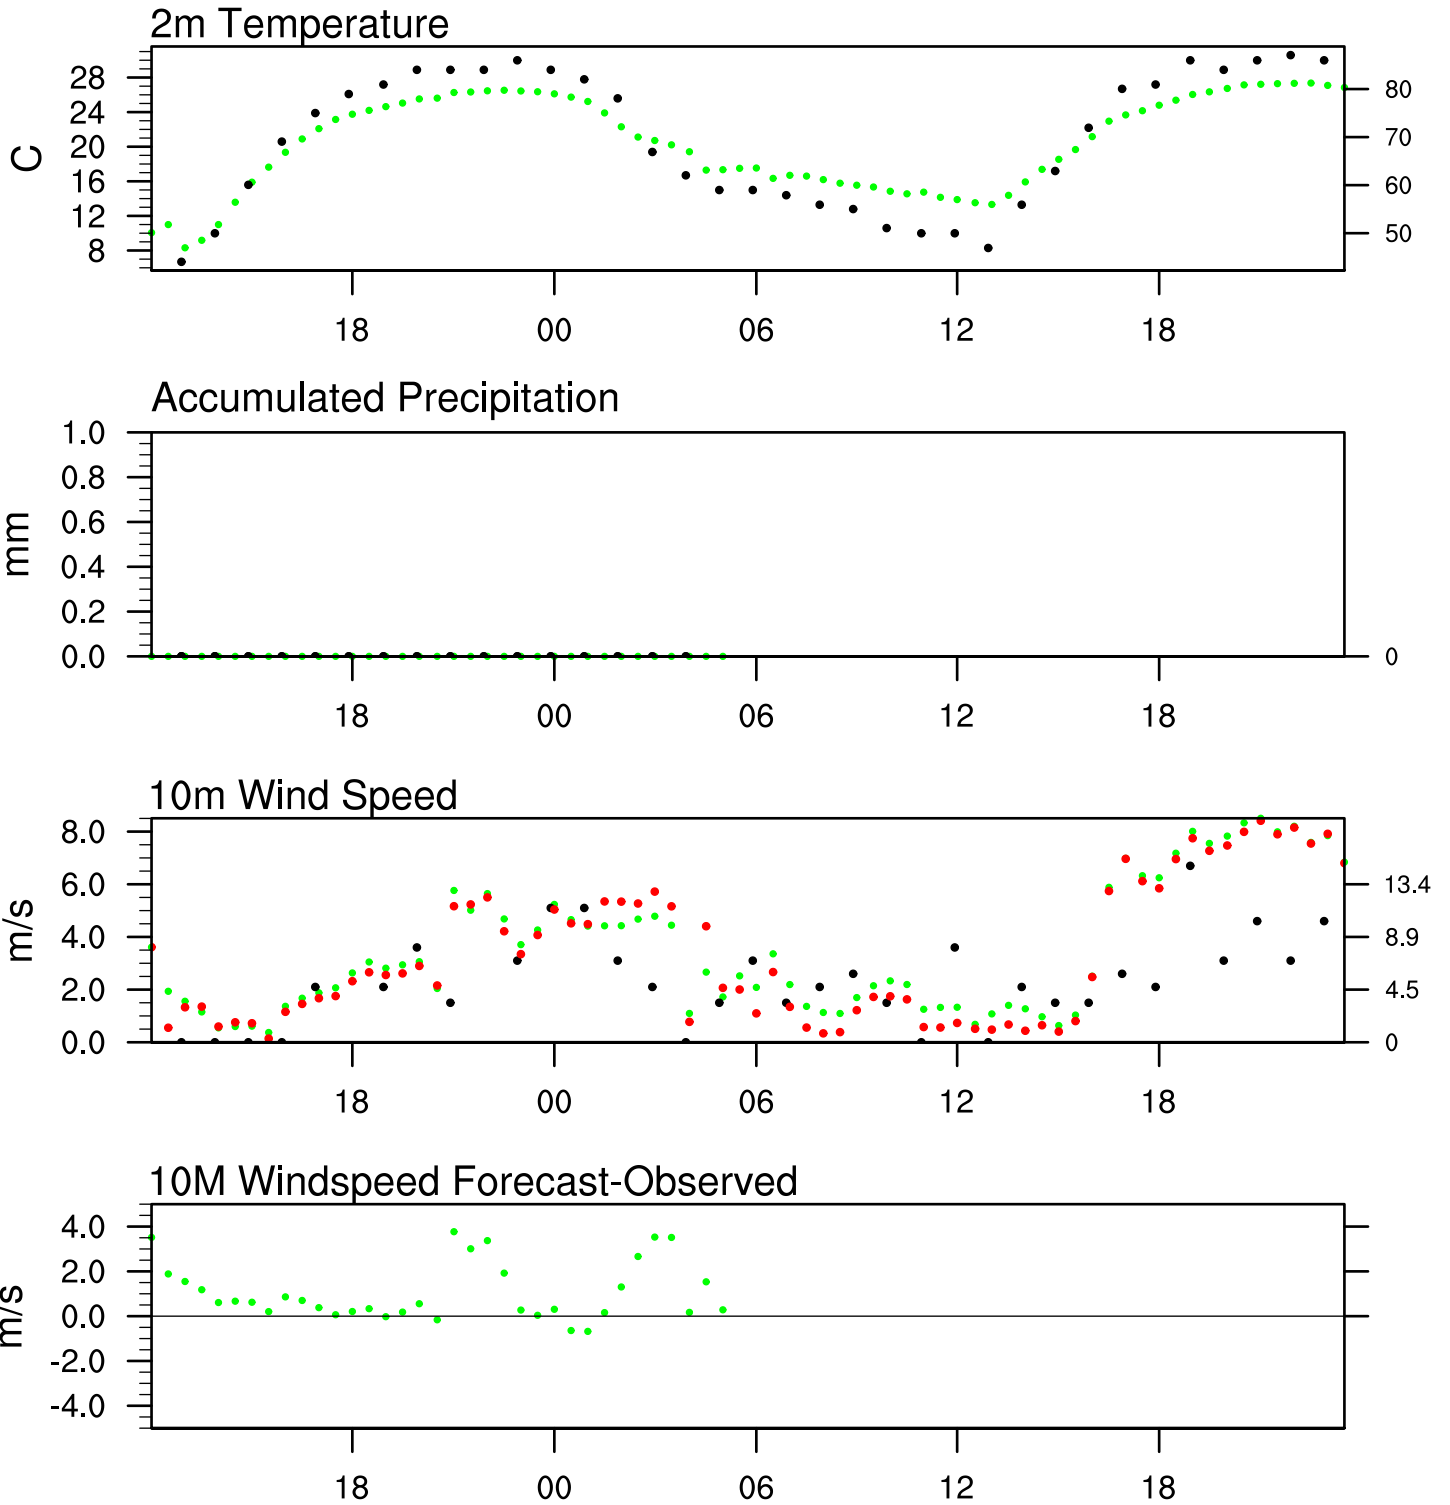 2m Temperature
C
28
24
20
16
12
8
80
70
60
50
18 00 06 12 18
Accumulated Precipitation
mm
1.0
0.8
0.6
0.4
0.2
0.0
0
18 00 06 12 18
10m Wind Speed
m/s
8.0
6.0
4.0
2.0
0.0
13.4
8.9
4.5
0
18 00 06 12 18
10M Windspeed Forecast-Observed
m/s
4.0
2.0
0.0
-2.0
-4.0
18 00 06 12 18